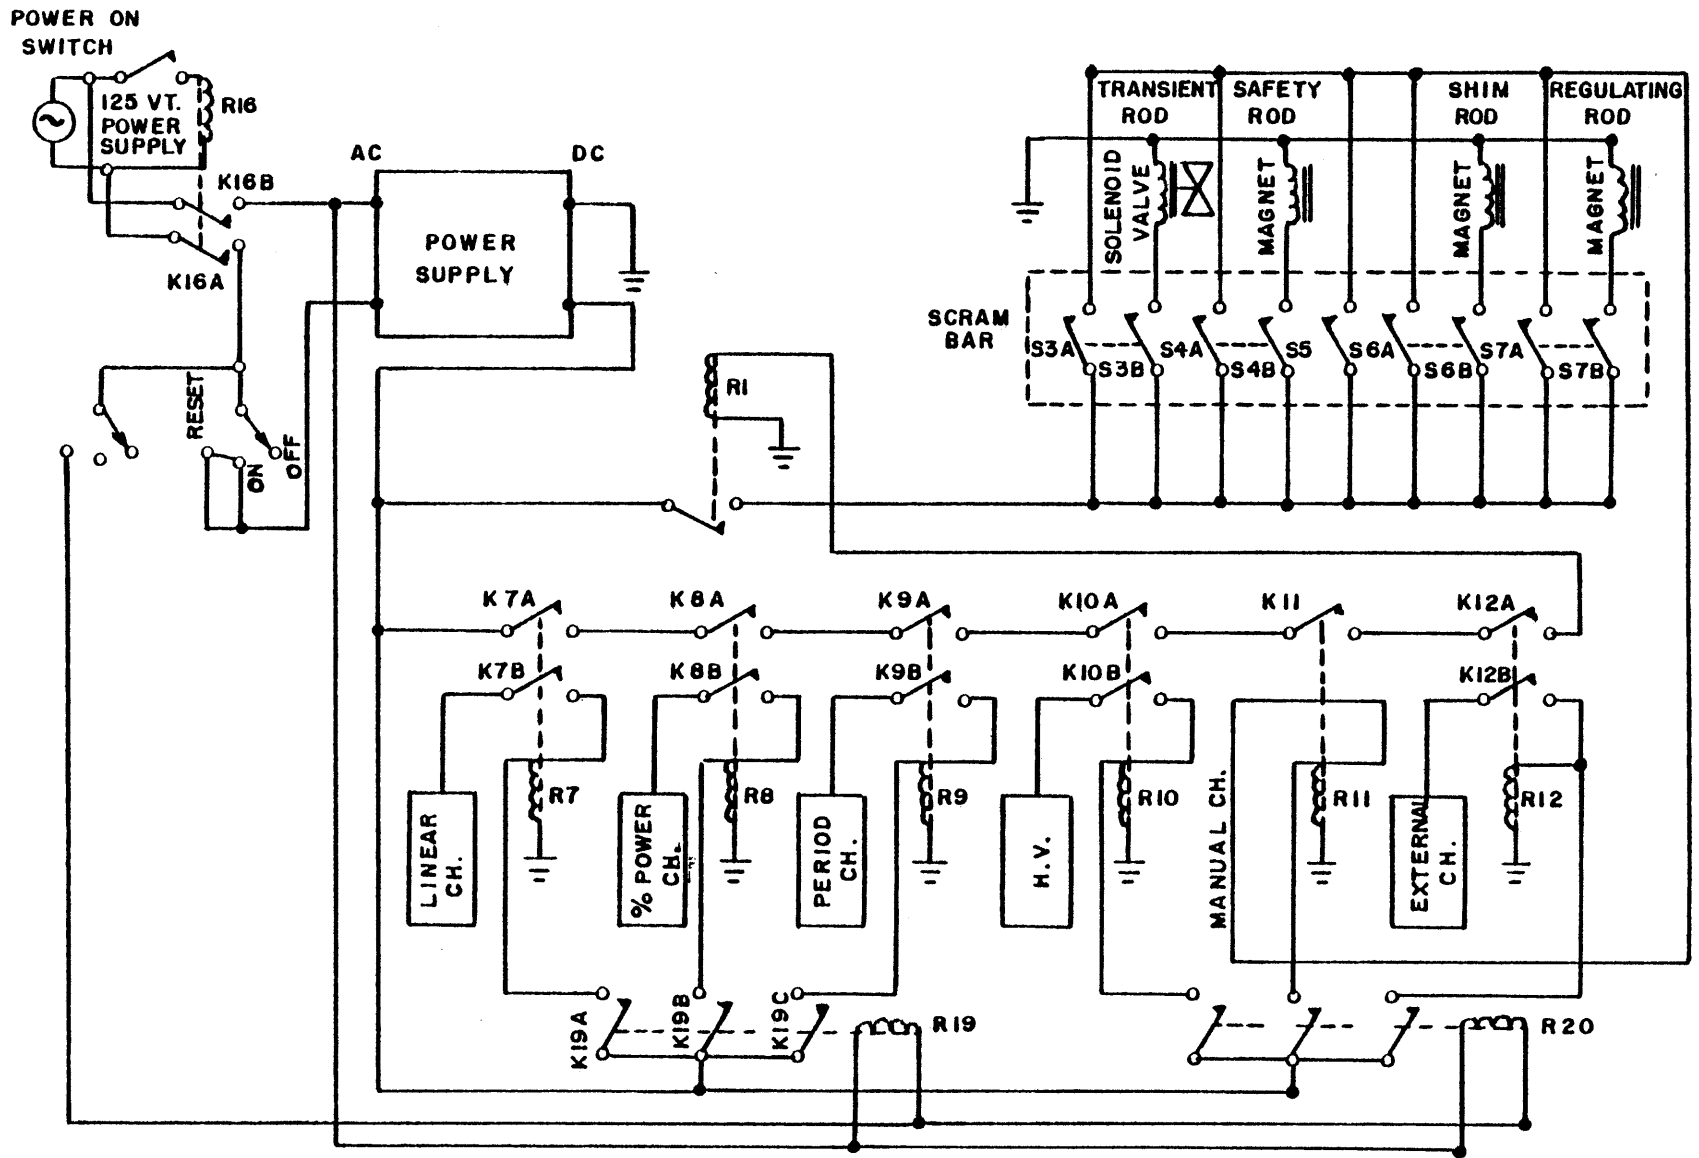 POWER ON
SWITCH
125 VT.
POWER
SUPPLY
R16
K16B
K16A
AC
DC
POWER
SUPPLY
RESET
ON
OFF
R1
TRANSIENT
ROD
SAFETY
ROD
SHIM
ROD
REGULATING
ROD
SOLENOID
VALVE
MAGNET
MAGNET
MAGNET
SCRAM
BAR
S3A
S3B
S4A
S4B
S5
S6A
S6B
S7A
S7B
K7A
K8A
K9A
K10A
K11
K12A
K7B
K8B
K9B
K10B
K12B
R7
R8
R9
R10
R11
R12
LINEAR
CH.
% POWER
CH.
PERIOD
CH.
H.V.
MANUAL CH.
EXTERNAL
CH.
K19A
K19B
K19C
R19
R20